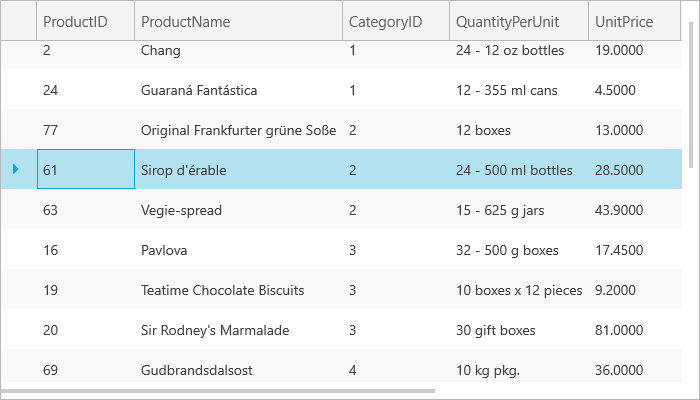 ProductID ProductName CategoryID QuantityPerUnit UnitPrice
2 Chang 1 24 - 12 oz bottles 19.0000
24 Guaraná Fantástica 1 12 - 355 ml cans 4.5000
77 Original Frankfurter grüne Soße 2 12 boxes 13.0000
61 Sirop d'érable 2 24 - 500 ml bottles 28.5000
63 Vegie-spread 2 15 - 625 g jars 43.9000
16 Pavlova 3 32 - 500 g boxes 17.4500
19 Teatime Chocolate Biscuits 3 10 boxes x 12 pieces 9.2000
20 Sir Rodney's Marmalade 3 30 gift boxes 81.0000
69 Gudbrandsdalsost 4 10 kg pkg. 36.0000